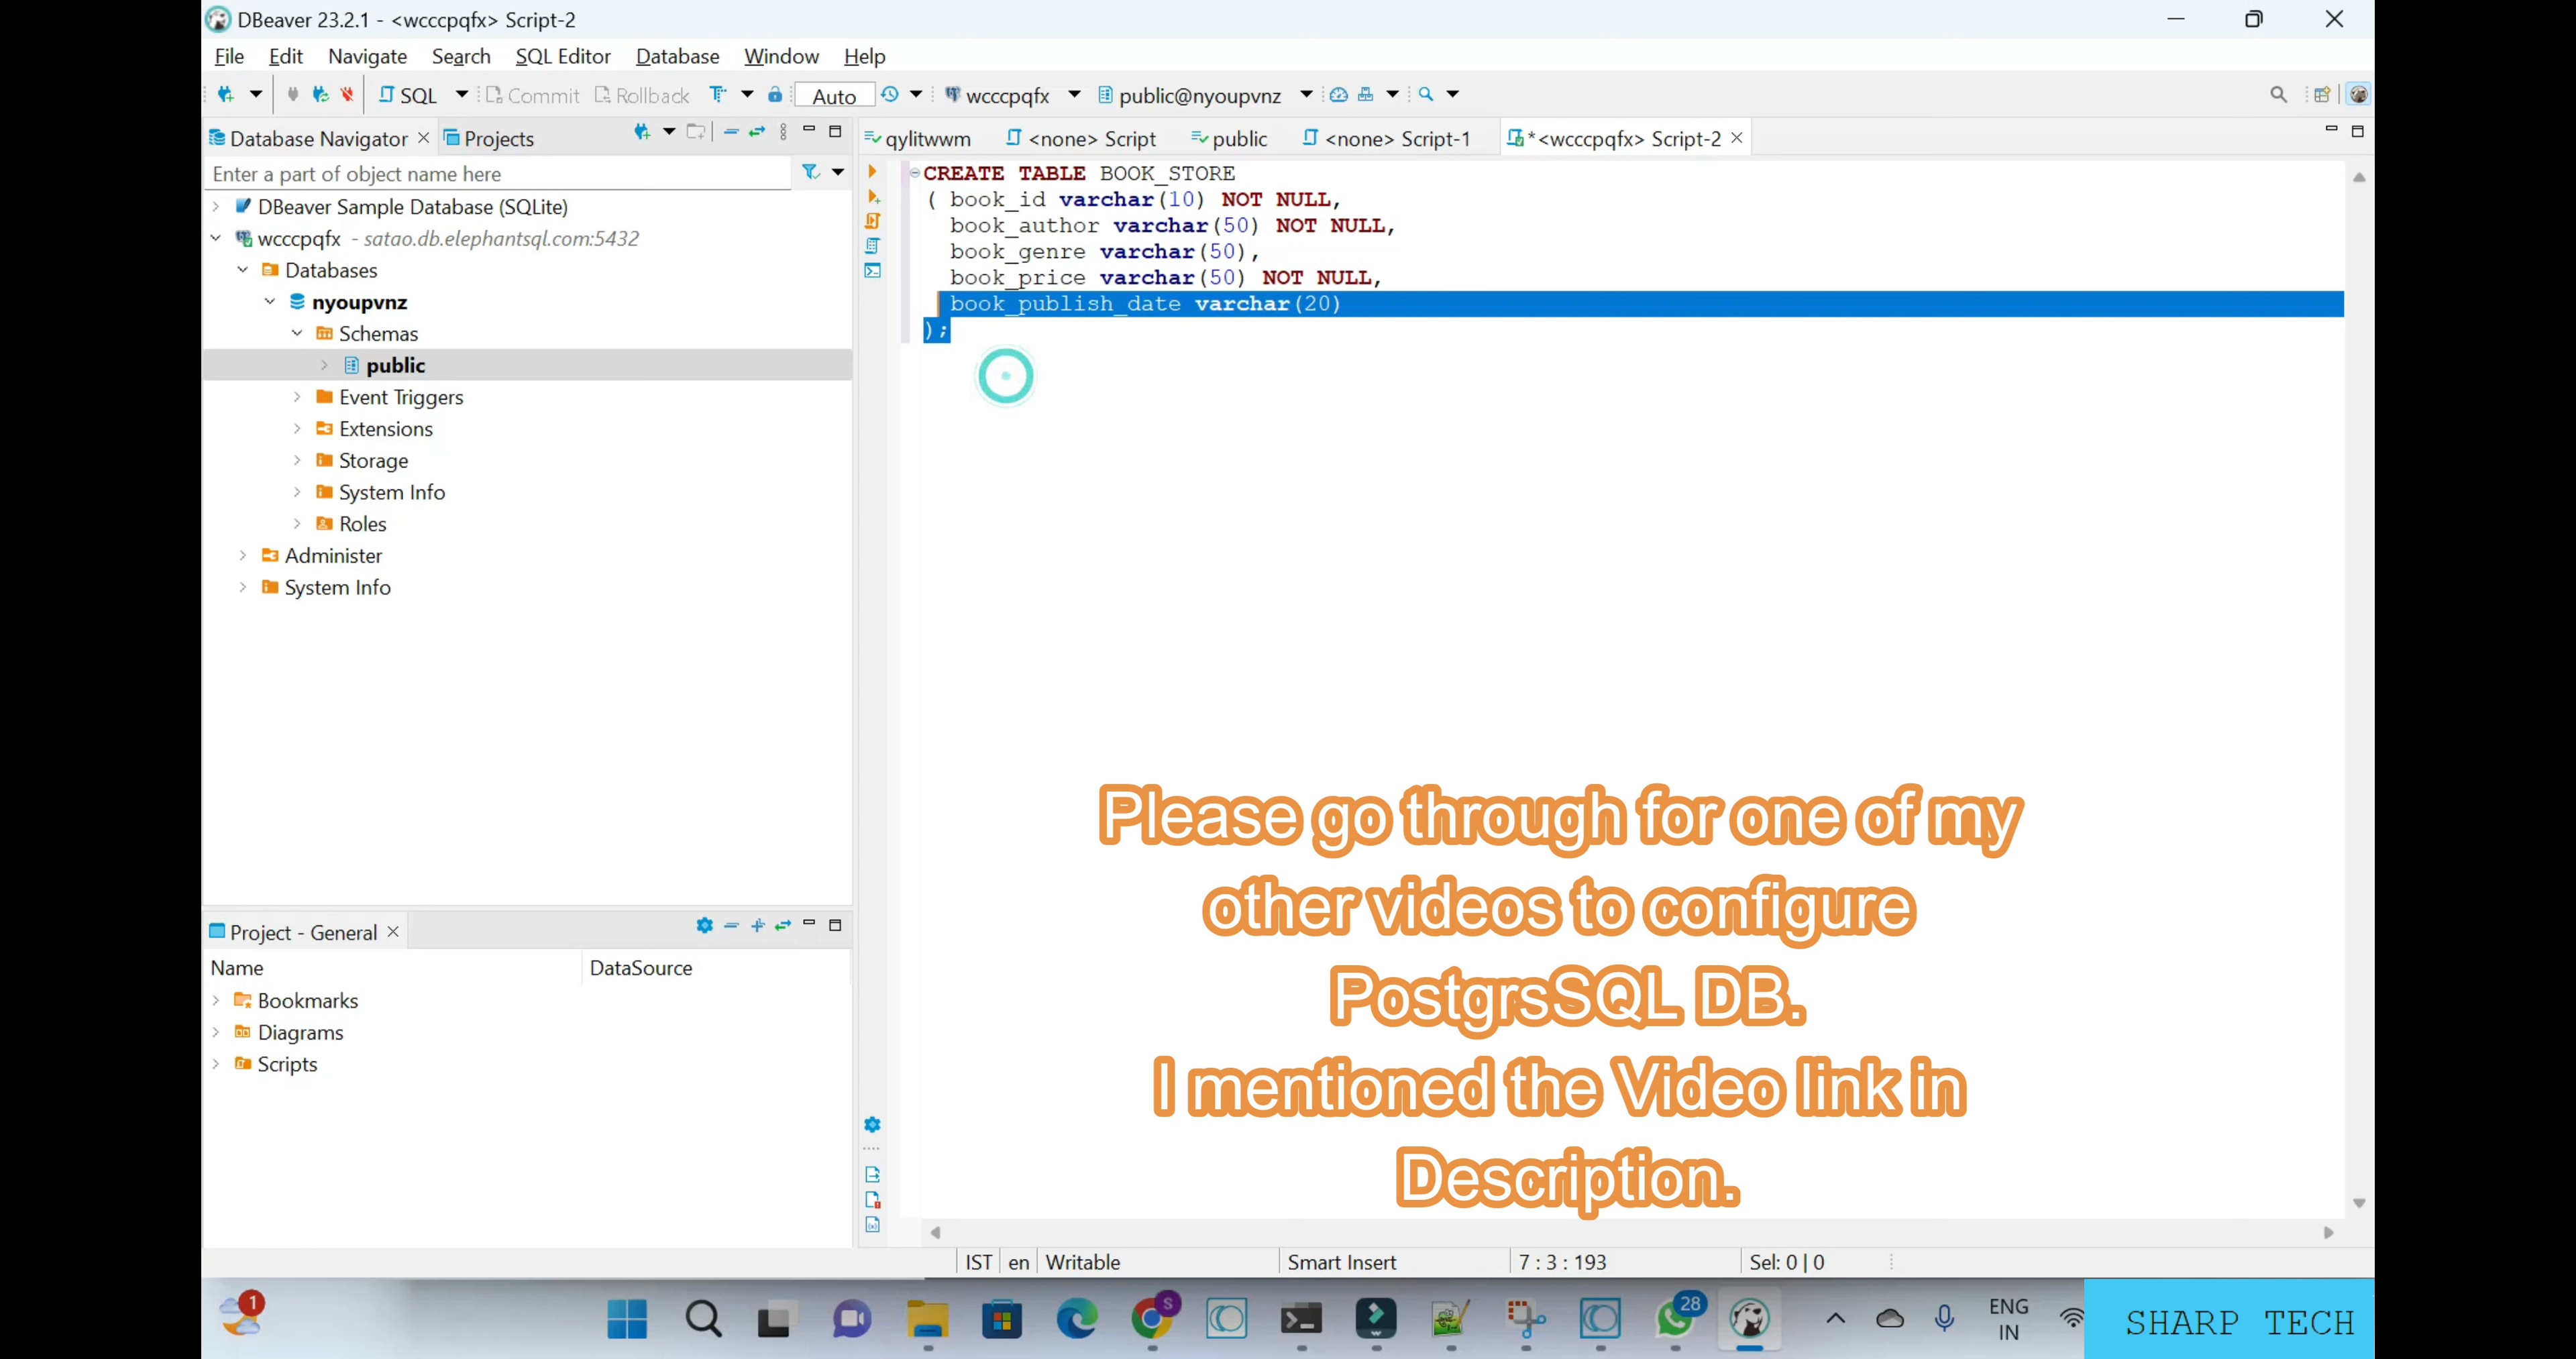 DBeaver 23.2.1 - <wcccpqfx> Script-2
File Edit Navigate Search SQL Editor Database Window Help
SQL Commit Rollback Auto wcccpqfx public@nyoupvnz
Database Navigator Projects
Enter a part of object name here
DBeaver Sample Database (SQLite)
wcccpqfx - satao.db.elephantsql.com:5432
Databases
nyoupvnz
Schemas
public
Event Triggers
Extensions
Storage
System Info
Roles
Administer
System Info
Project - General
Name DataSource
Bookmarks
Diagrams
Scripts
qylitwwm <none> Script public <none> Script-1 *<wcccpqfx> Script-2
CREATE TABLE BOOK_STORE
( book_id varchar(10) NOT NULL,
book_author varchar(50) NOT NULL,
book_genre varchar(50),
book_price varchar(50) NOT NULL,
book_publish_date varchar(20)
);
Please go through for one of my
other videos to configure
PostgrsSQL DB.
I mentioned the Video link in
Description.
IST en Writable Smart Insert 7 : 3 : 193 Sel: 0 | 0
1
S
28
ENG
IN
SHARP TECH